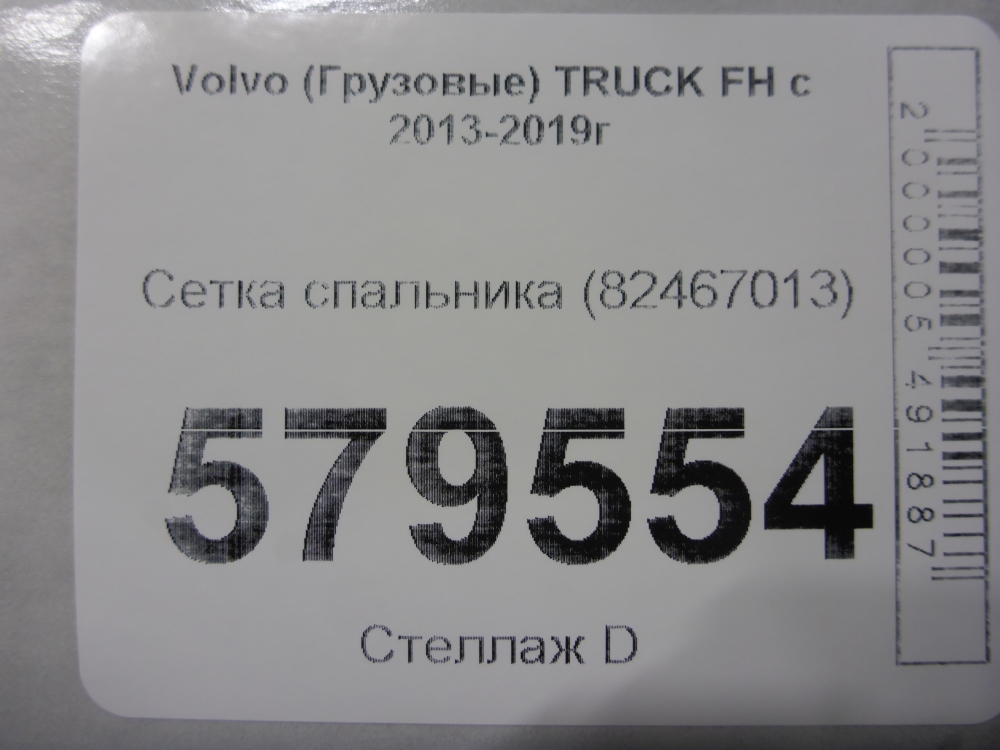 Volvo (Грузовые) TRUCK FH с
2013-2019г
Сетка спальника (82467013)
579554
Стеллаж D
2000005491887